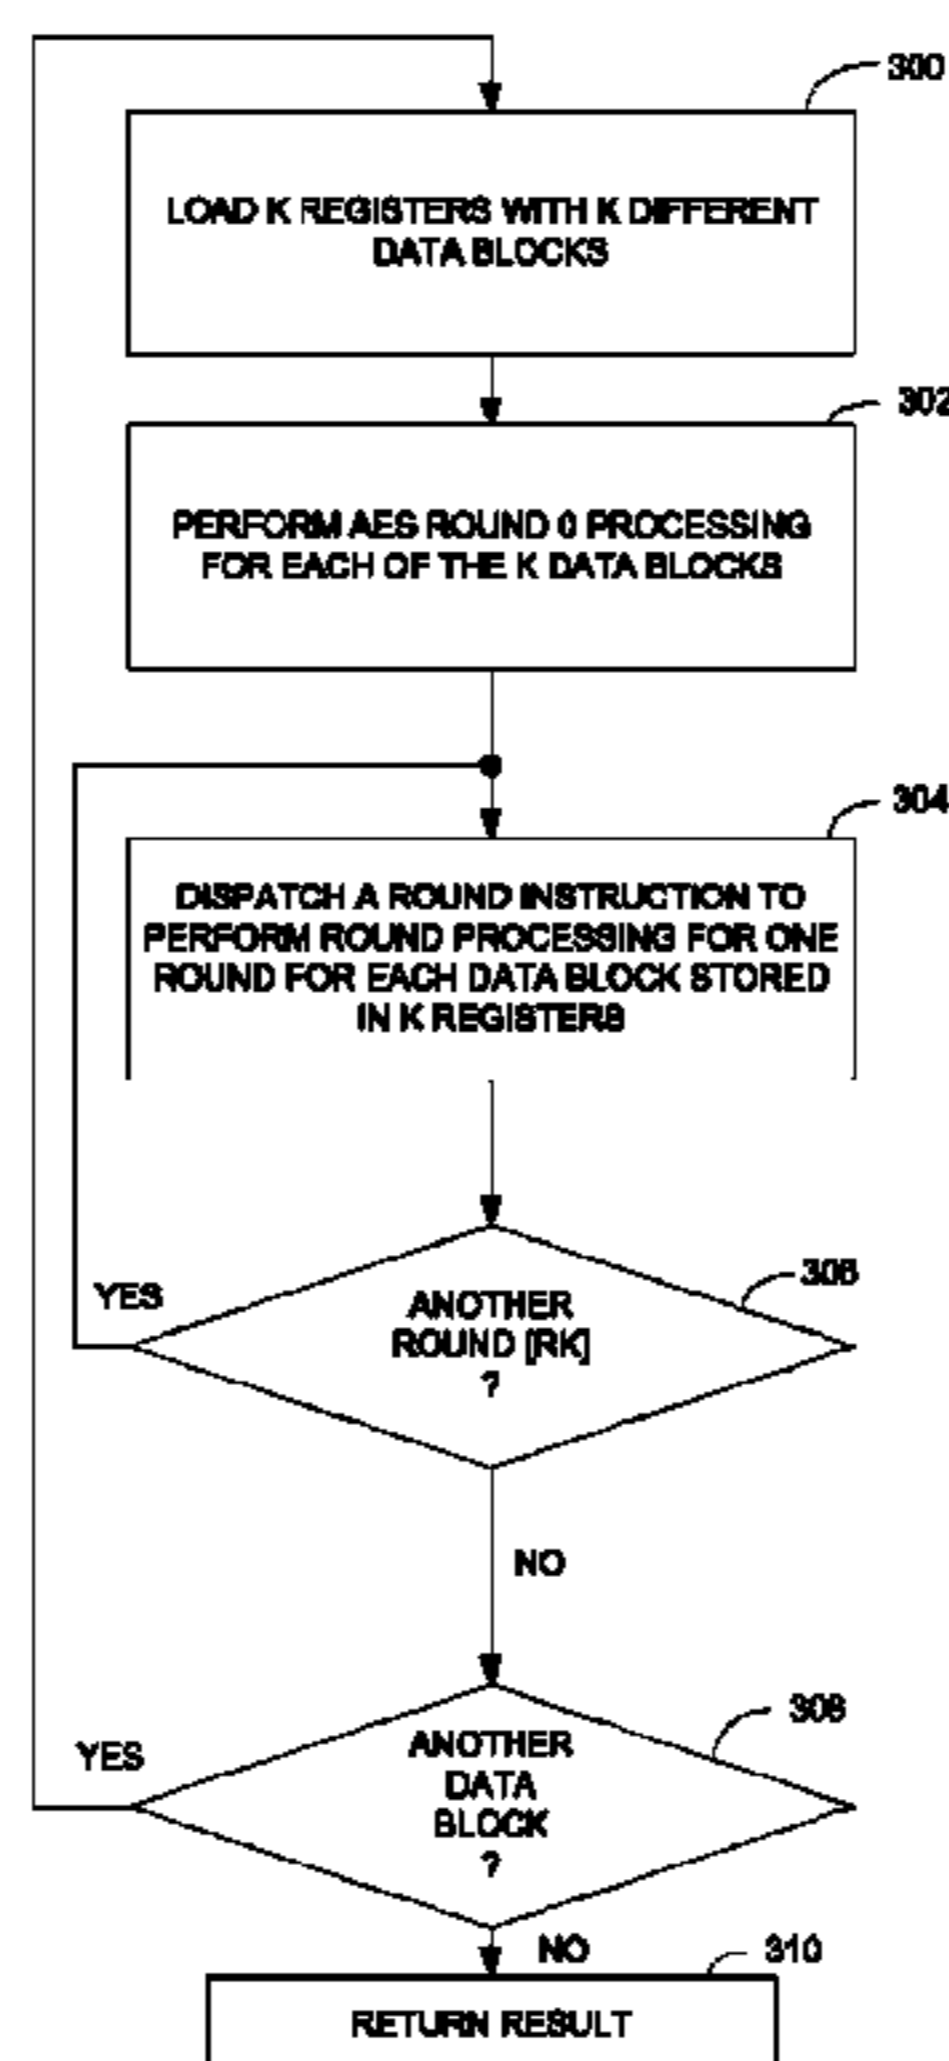 300
LOAD K REGISTERS WITH K DIFFERENT
DATA BLOCKS
302
PERFORM AES ROUND 0 PROCESSING
FOR EACH OF THE K DATA BLOCKS
304
DISPATCH A ROUND INSTRUCTION TO
PERFORM ROUND PROCESSING FOR ONE
ROUND FOR EACH DATA BLOCK STORED
IN K REGISTERS
306
YES
ANOTHER
ROUND [RK]
?
NO
308
YES
ANOTHER
DATA
BLOCK
?
NO
310
RETURN RESULT